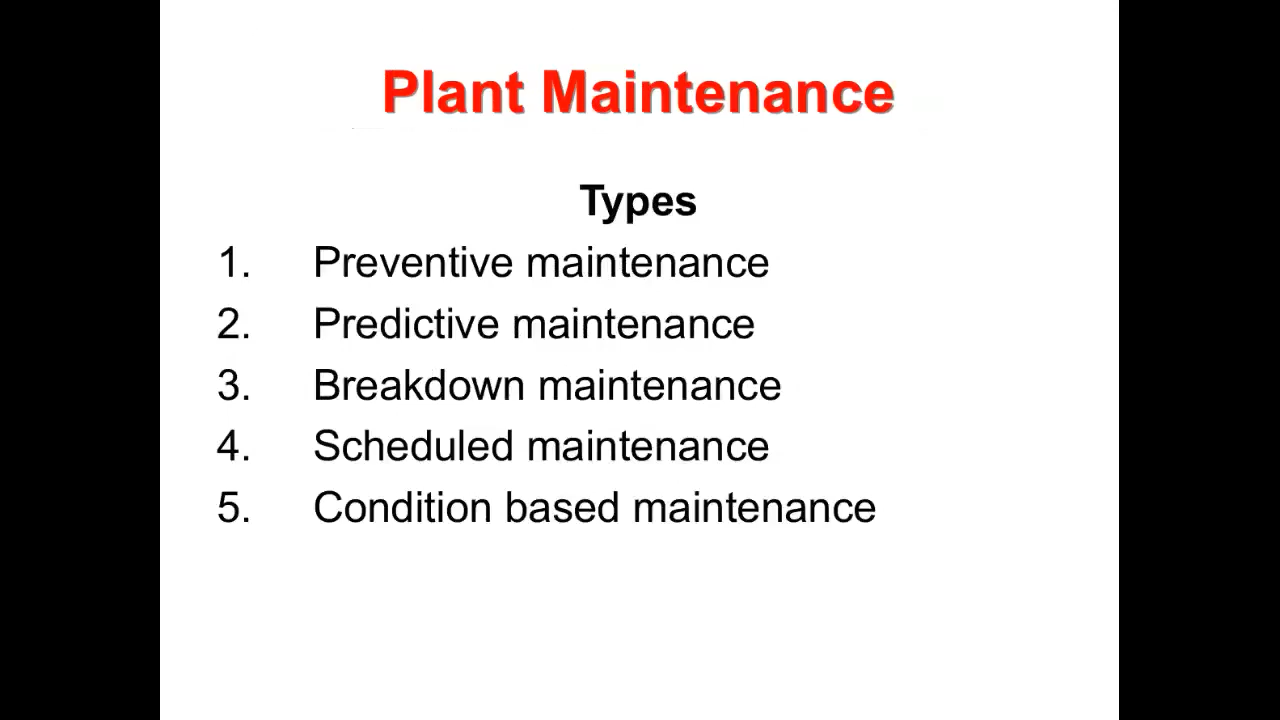 Plant Maintenance
Types
1. Preventive maintenance
2. Predictive maintenance
3. Breakdown maintenance
4. Scheduled maintenance
5. Condition based maintenance